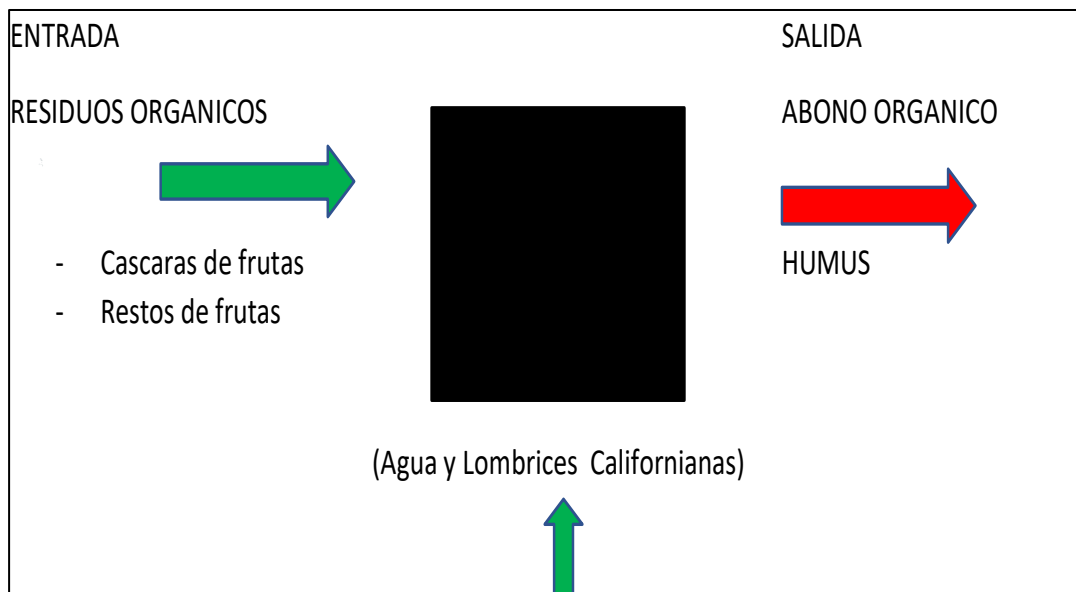 ENTRADA
SALIDA
RESIDUOS ORGANICOS
ABONO ORGANICO
- Cascaras de frutas
- Restos de frutas
HUMUS
(Agua y Lombrices Californianas)